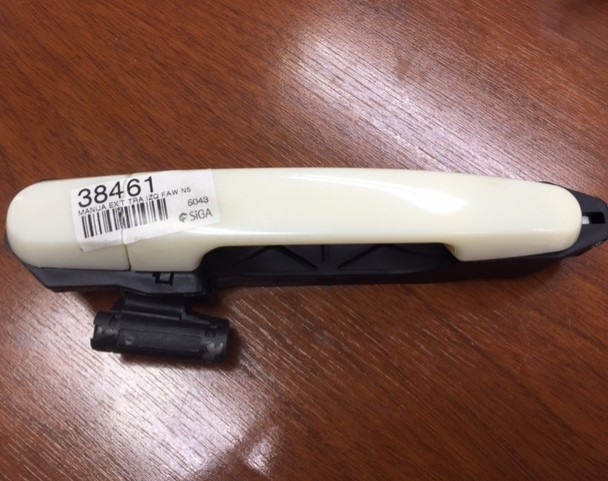 38461
MANIJA EXT TRA IZQ FAW N5
5043
SIGA